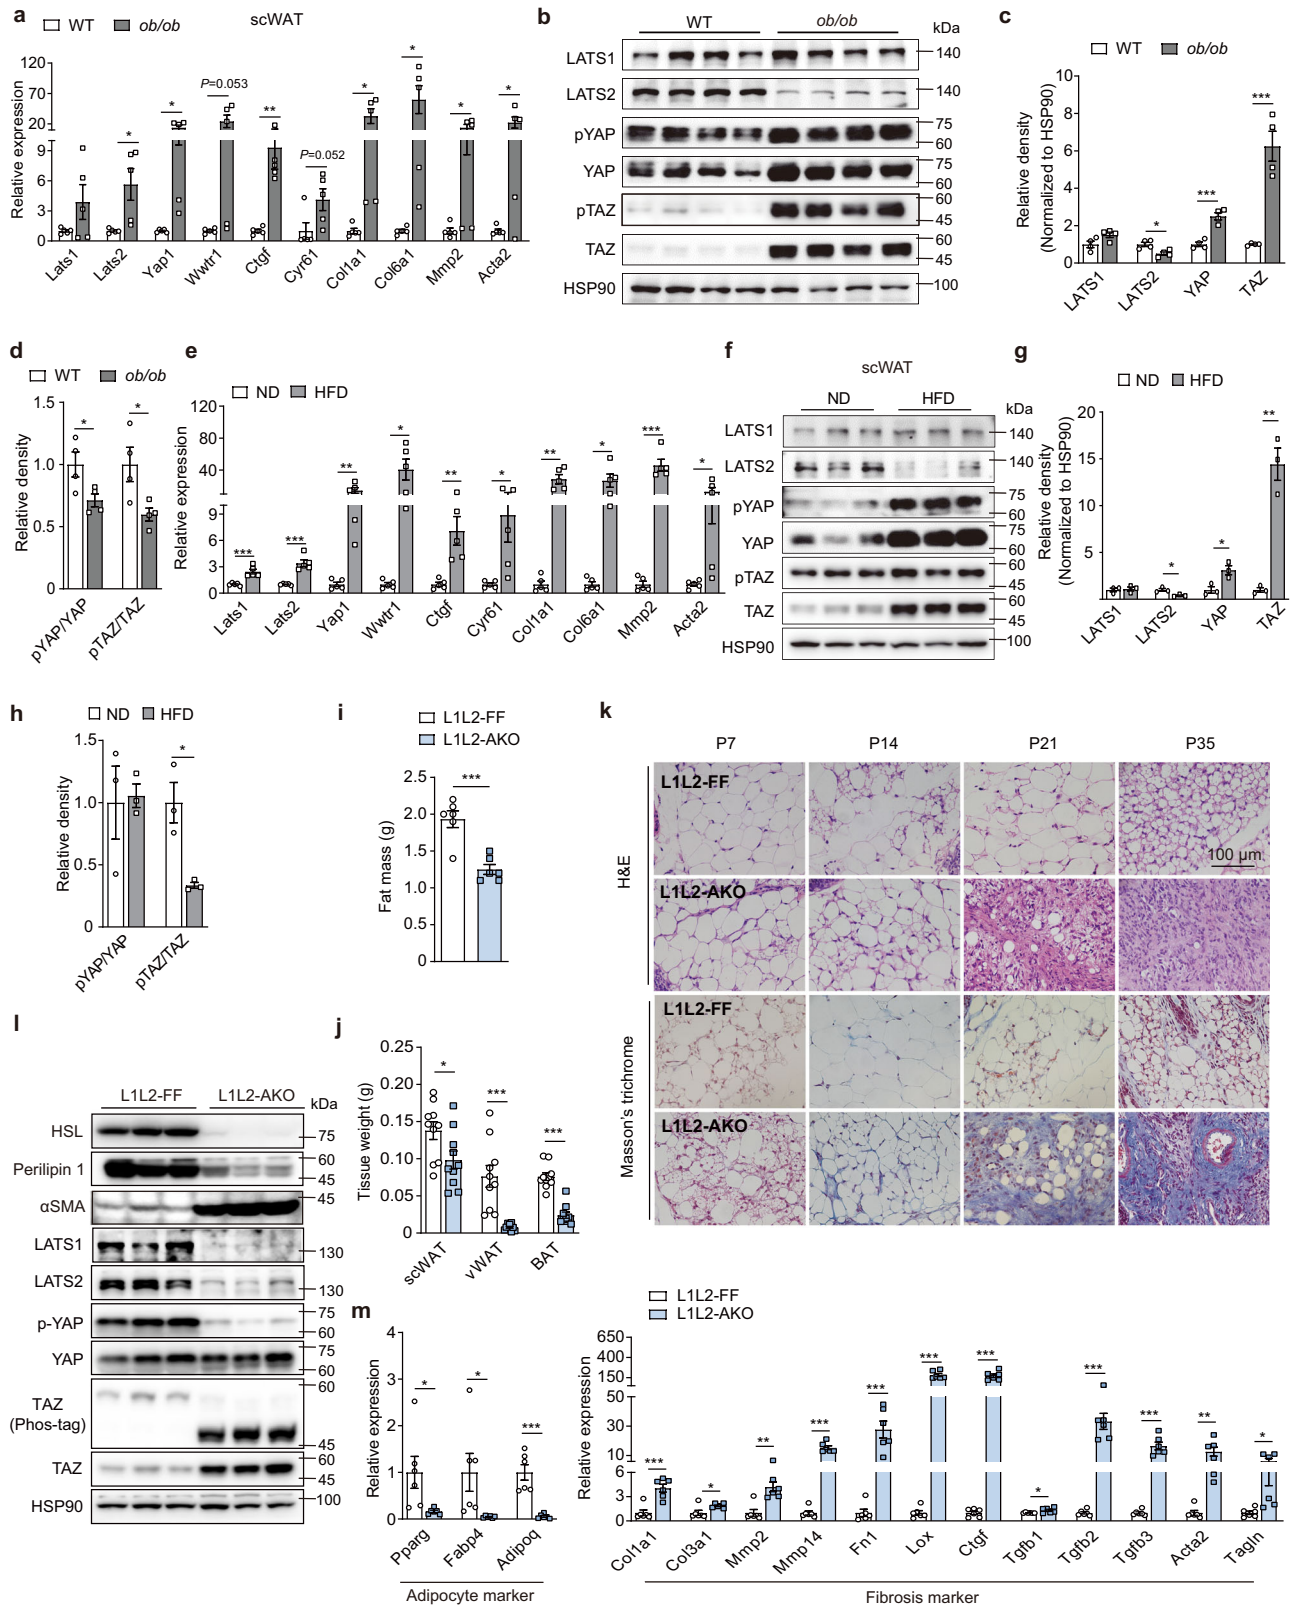 a
WT ob/ob
scWAT
Relative expression
120
70
20
9
6
3
0
*
*
P=0.053
**
P=0.052
*
*
*
*
Lats1 Lats2 Yap1 Wwtr1 Ctgf Cyr61 Col1a1 Col6a1 Mmp2 Acta2
b
WT ob/ob
kDa
LATS1 140
LATS2 140
pYAP 75
60
YAP 75
60
pTAZ 60
45
TAZ 60
45
HSP90 100
c
WT ob/ob
Relative density
(Normalized to HSP90)
10
8
6
4
2
0
*
***
***
LATS1 LATS2 YAP TAZ
d
WT ob/ob
Relative density
1.5
1.0
0.5
0
*
*
pYAP/YAP pTAZ/TAZ
e
ND HFD
Relative expression
120
80
40
9
6
3
0
***
***
**
*
**
*
**
*
***
*
Lats1 Lats2 Yap1 Wwtr1 Ctgf Cyr61 Col1a1 Col6a1 Mmp2 Acta2
f
scWAT
ND HFD
kDa
LATS1 140
LATS2 140
pYAP 75
60
YAP 75
60
pTAZ 60
45
TAZ 60
45
HSP90 100
g
ND HFD
Relative density
(Normalized to HSP90)
20
15
10
5
*
*
**
LATS1 LATS2 YAP TAZ
h
ND HFD
Relative density
1.5
1.0
0.5
0
*
pYAP/YAP pTAZ/TAZ
i
L1L2-FF
L1L2-AKO
Fat mass (g)
2.5
2.0
1.5
1.0
0.5
0
***
k
P7 P14 P21 P35
H&E
L1L2-FF
100 µm
L1L2-AKO
Masson's trichrome
L1L2-FF
L1L2-AKO
l
L1L2-FF L1L2-AKO
kDa
HSL 75
Perilipin 1 60
45
αSMA 45
LATS1 130
LATS2 130
p-YAP 75
60
YAP 75
60
TAZ
(Phos-tag)
60
45
TAZ 60
45
HSP90 100
j
Tissue weight (g)
0.25
0.20
0.15
0.10
0.05
0
*
***
***
scWAT vWAT BAT
m
Relative expression
4
3
2
1
0
*
*
***
Pparg Fabp4 Adipoq
Adipocyte marker
L1L2-FF
L1L2-AKO
Relative expression
650
400
150
50
30
10
6
3
0
***
*
**
***
***
***
***
*
***
***
**
*
Col1a1 Col3a1 Mmp2 Mmp14 Fn1 Lox Ctgf Tgfb1 Tgfb2 Tgfb3 Acta2 Tagln
Fibrosis marker